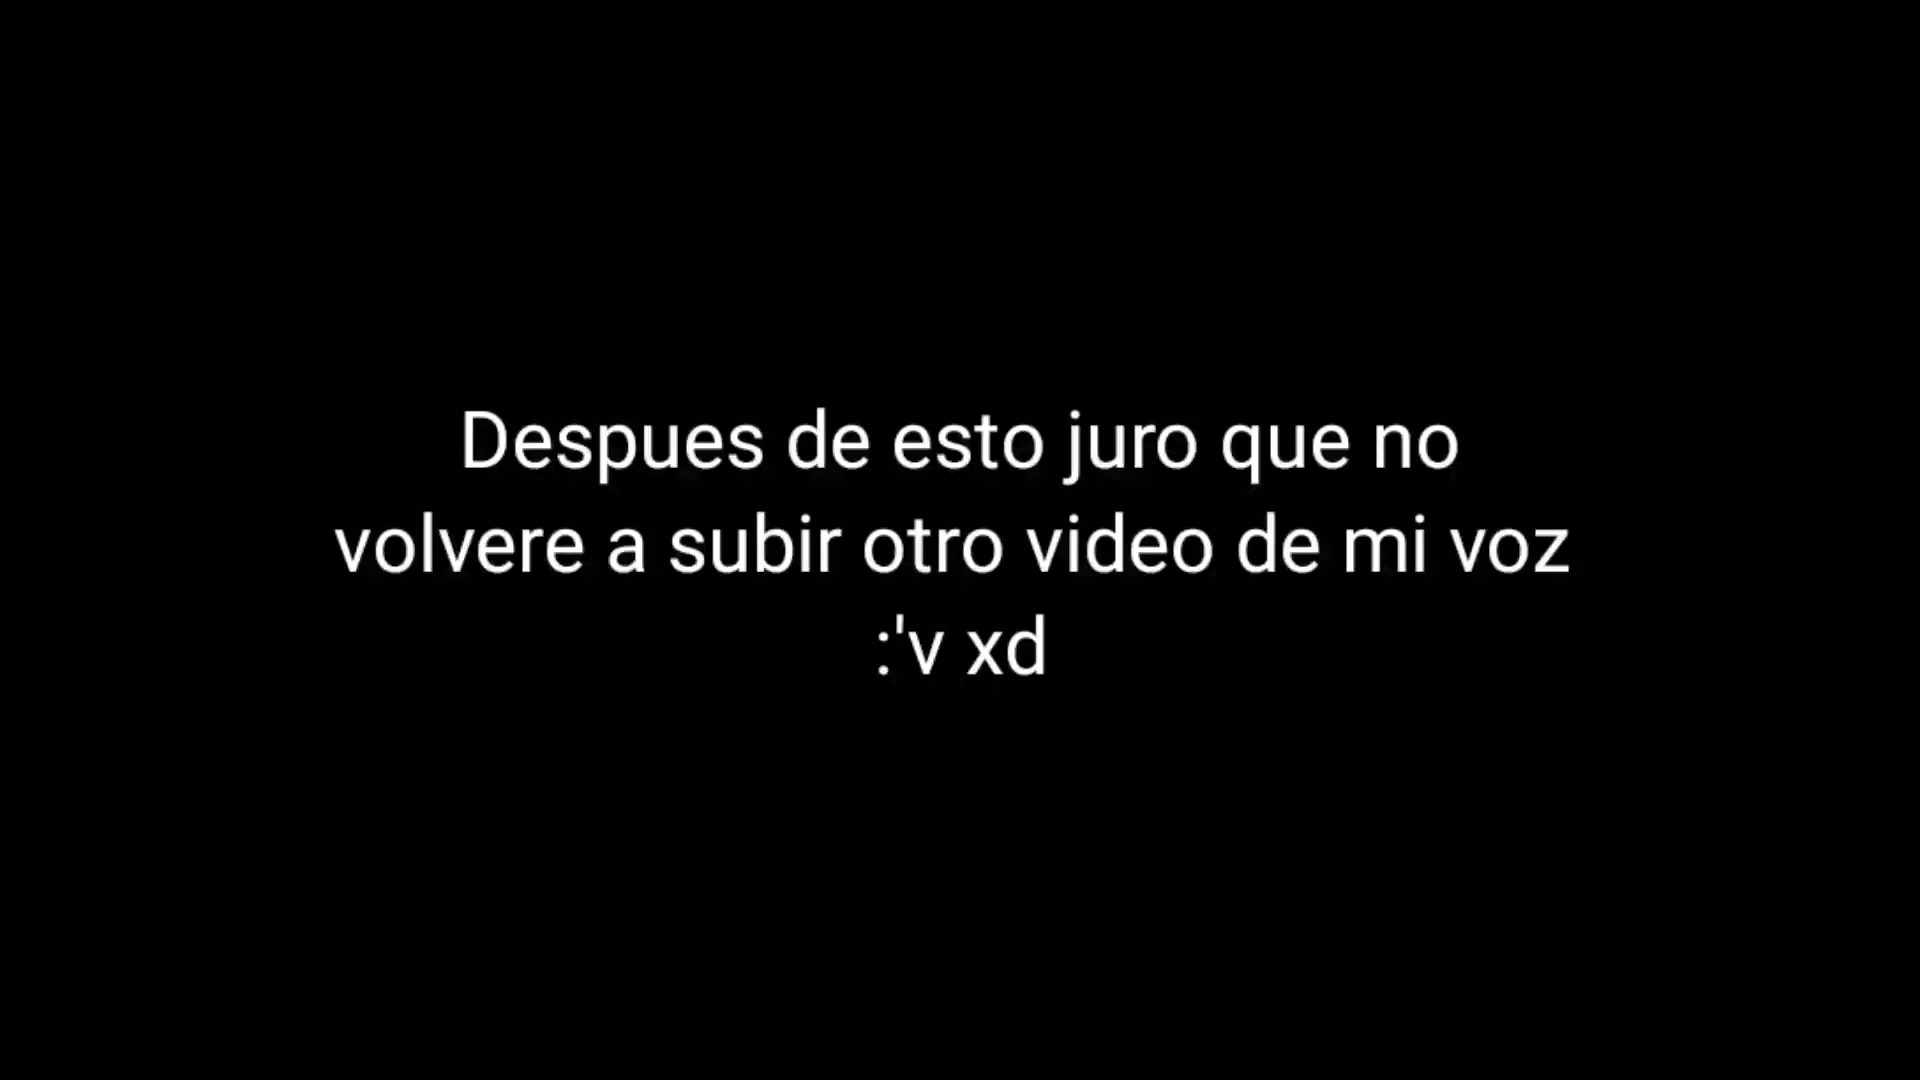 Despues de esto juro que no
volvere a subir otro video de mi voz
:'v xd